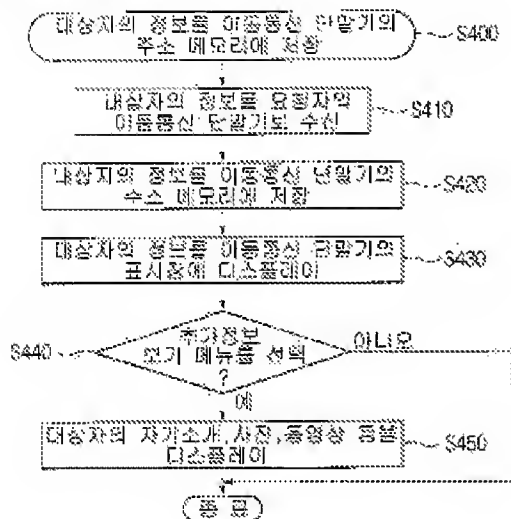 대상자의 정보를 이동통신 단말기의
주소 메모리에 저장
S400
대상자의 정보를 요청자의
이동통신 단말기로 수신
S410
대상자의 정보를 이동통신 단말기의
주소 메모리에 저장
S420
대상자의 정보를 이동통신 단말기의
표시창에 디스플레이
S430
추가정보
보기 메뉴를 선택
?
S440
아니오
예
대상자의 자기소개,사진,동영상 등을
디스플레이
S450
종 료